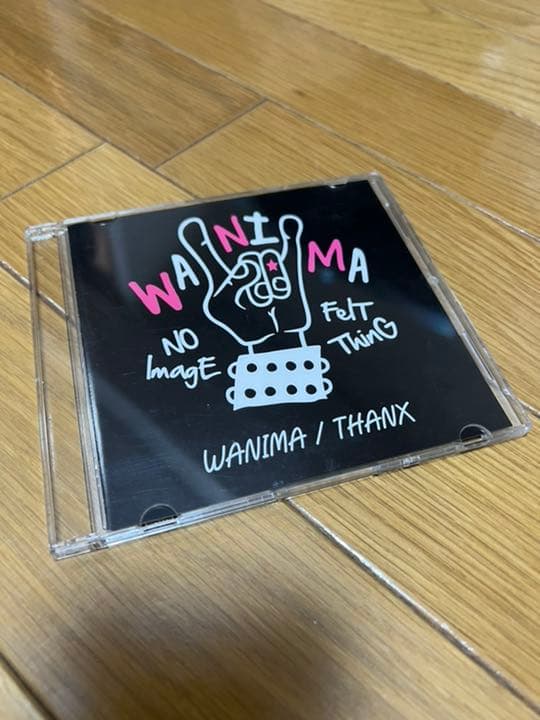 WANIMA
NO
ImagE
FelT
ThinG
WANIMA / THANX